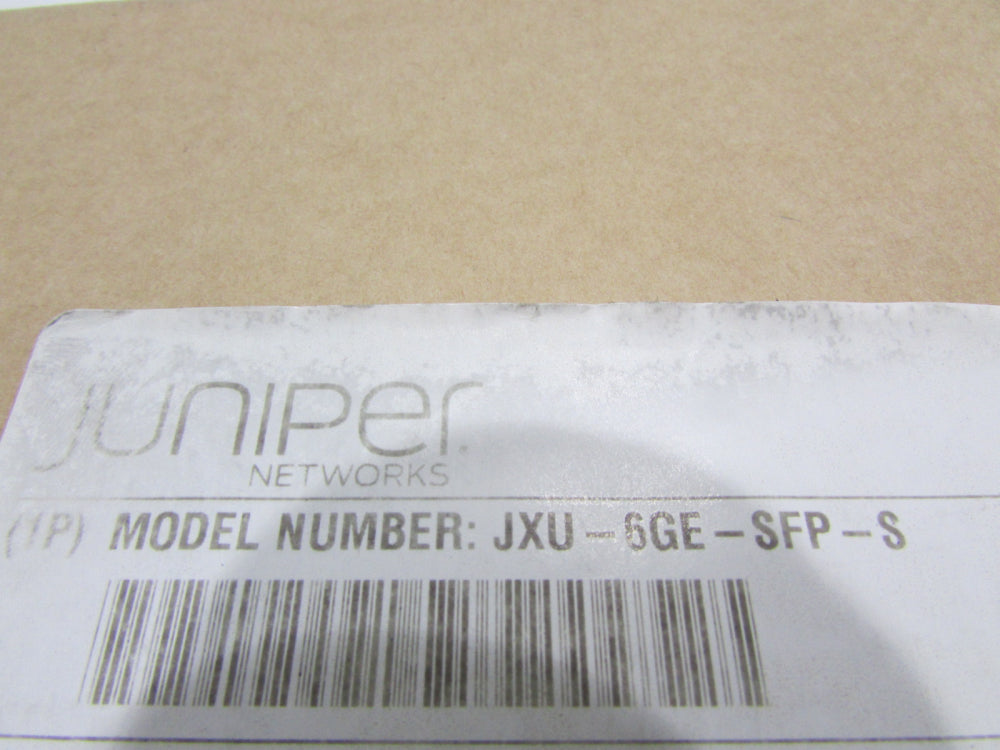 JUNIPER
NETWORKS
(1P) MODEL NUMBER: JXU-6GE-SFP-S